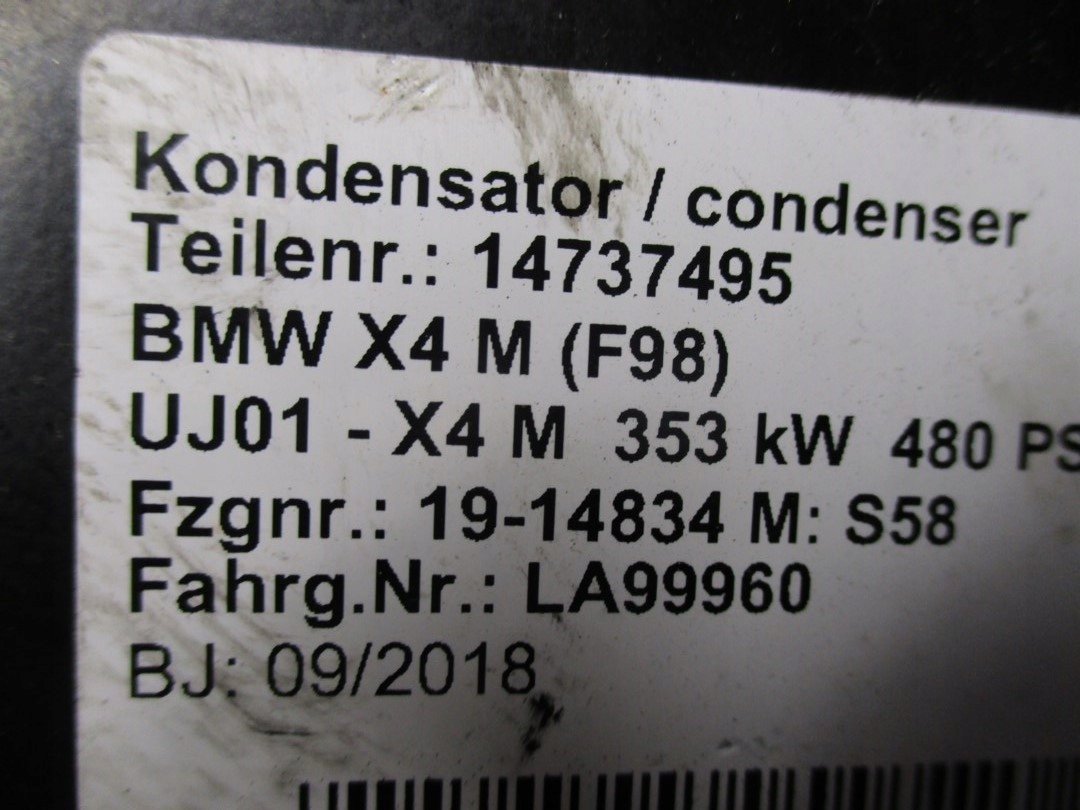 Kondensator / condenser
Teilenr.: 14737495
BMW X4 M (F98)
UJ01 - X4 M 353 kW 480 PS
Fzgnr.: 19-14834 M: S58
Fahrg.Nr.: LA99960
BJ: 09/2018